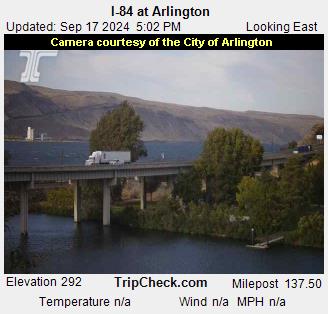 I-84 at Arlington
Updated: Sep 17 2024 5:02 PM Looking East
Camera courtesy of the City of Arlington
Elevation 292 TripCheck.com Milepost 137.50
Temperature n/a Wind n/a MPH n/a